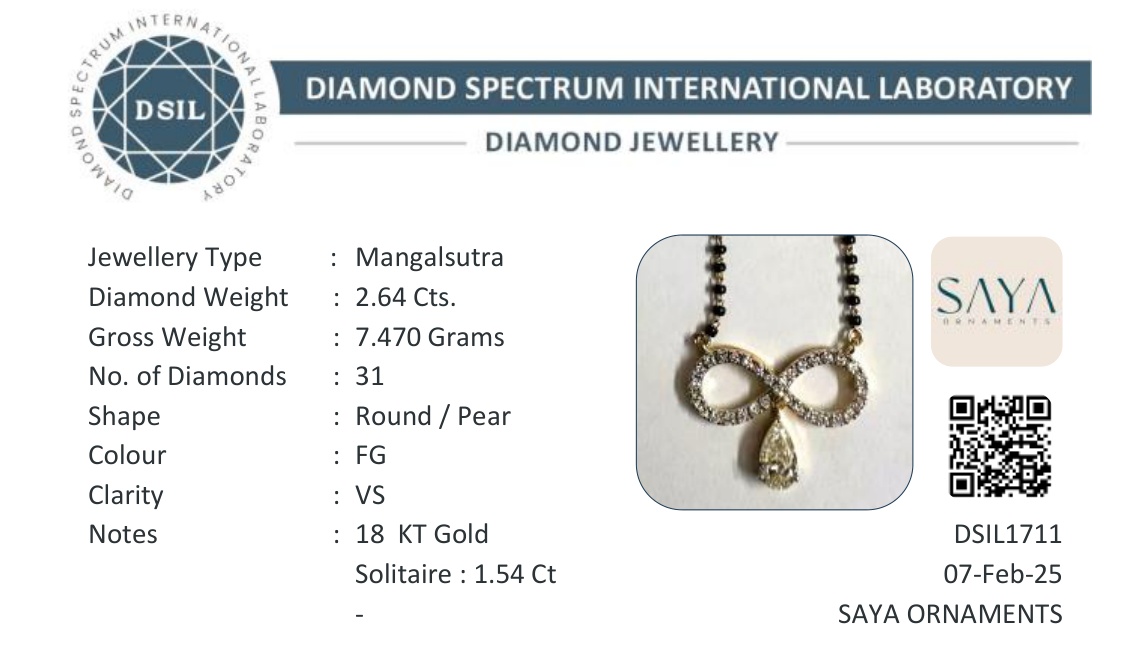 DIAMOND SPECTRUM INTERNATIONAL LABORATORY
DSIL
DIAMOND SPECTRUM INTERNATIONAL LABORATORY
DIAMOND JEWELLERY
Jewellery Type : Mangalsutra
Diamond Weight : 2.64 Cts.
Gross Weight : 7.470 Grams
No. of Diamonds : 31
Shape : Round / Pear
Colour : FG
Clarity : VS
Notes : 18 KT Gold
Solitaire : 1.54 Ct
-
SAYA
ORNAMENTS
DSIL1711
07-Feb-25
SAYA ORNAMENTS